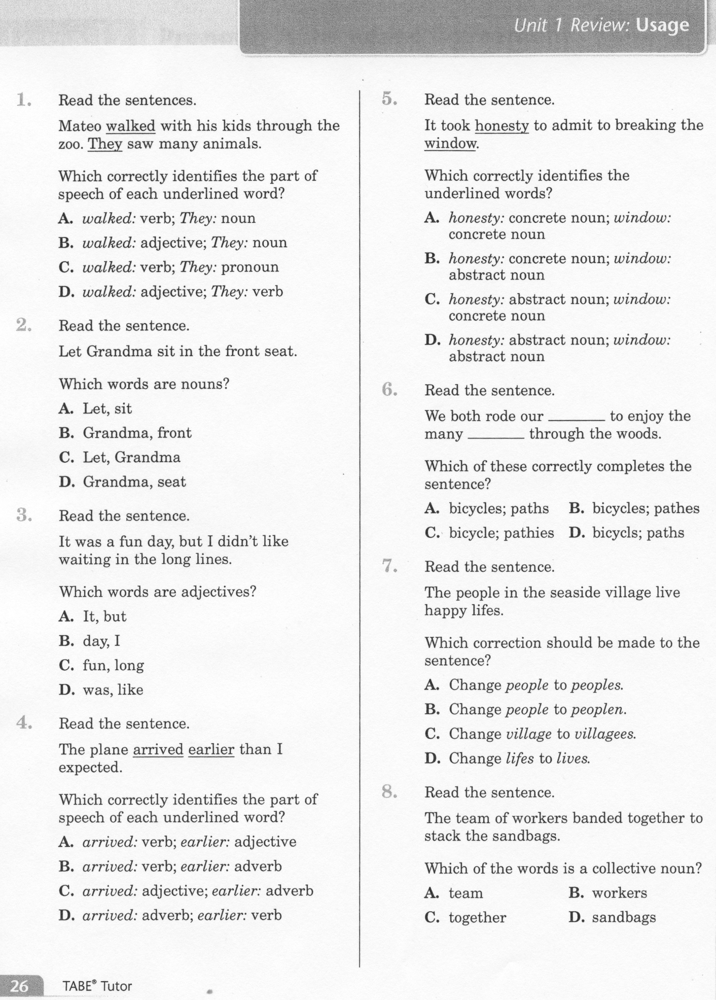 Unit 1 Review: Usage
1. Read the sentences.
Mateo walked with his kids through the
zoo. They saw many animals.
Which correctly identifies the part of
speech of each underlined word?
A. walked: verb; They: noun
B. walked: adjective; They: noun
C. walked: verb; They: pronoun
D. walked: adjective; They: verb
2. Read the sentence.
Let Grandma sit in the front seat.
Which words are nouns?
A. Let, sit
B. Grandma, front
C. Let, Grandma
D. Grandma, seat
3. Read the sentence.
It was a fun day, but I didn't like
waiting in the long lines.
Which words are adjectives?
A. It, but
B. day, I
C. fun, long
D. was, like
4. Read the sentence.
The plane arrived earlier than I
expected.
Which correctly identifies the part of
speech of each underlined word?
A. arrived: verb; earlier: adjective
B. arrived: verb; earlier: adverb
C. arrived: adjective; earlier: adverb
D. arrived: adverb; earlier: verb
5. Read the sentence.
It took honesty to admit to breaking the
window.
Which correctly identifies the
underlined words?
A. honesty: concrete noun; window:
concrete noun
B. honesty: concrete noun; window:
abstract noun
C. honesty: abstract noun; window:
concrete noun
D. honesty: abstract noun; window:
abstract noun
6. Read the sentence.
We both rode our ________ to enjoy the
many ________ through the woods.
Which of these correctly completes the
sentence?
A. bicycles; paths B. bicycles; pathes
C. bicycle; pathies D. bicycls; paths
7. Read the sentence.
The people in the seaside village live
happy lifes.
Which correction should be made to the
sentence?
A. Change people to peoples.
B. Change people to peoplen.
C. Change village to villagees.
D. Change lifes to lives.
8. Read the sentence.
The team of workers banded together to
stack the sandbags.
Which of the words is a collective noun?
A. team B. workers
C. together D. sandbags
26 TABE® Tutor